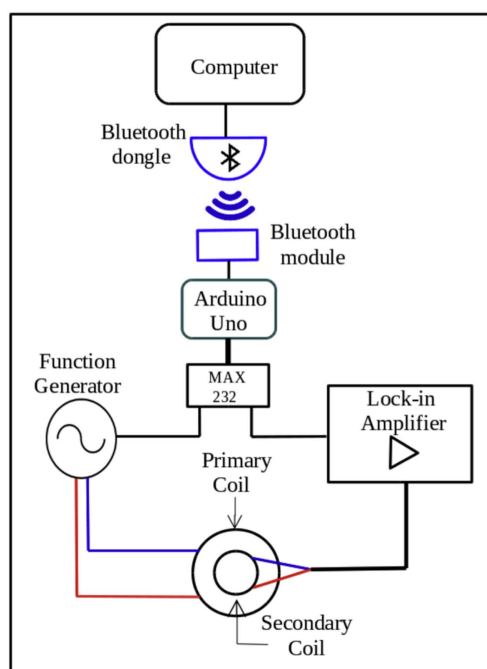 Computer
Bluetooth
dongle
Bluetooth
module
Arduino
Uno
Function
Generator
MAX
232
Lock-in
Amplifier
Primary
Coil
Secondary
Coil